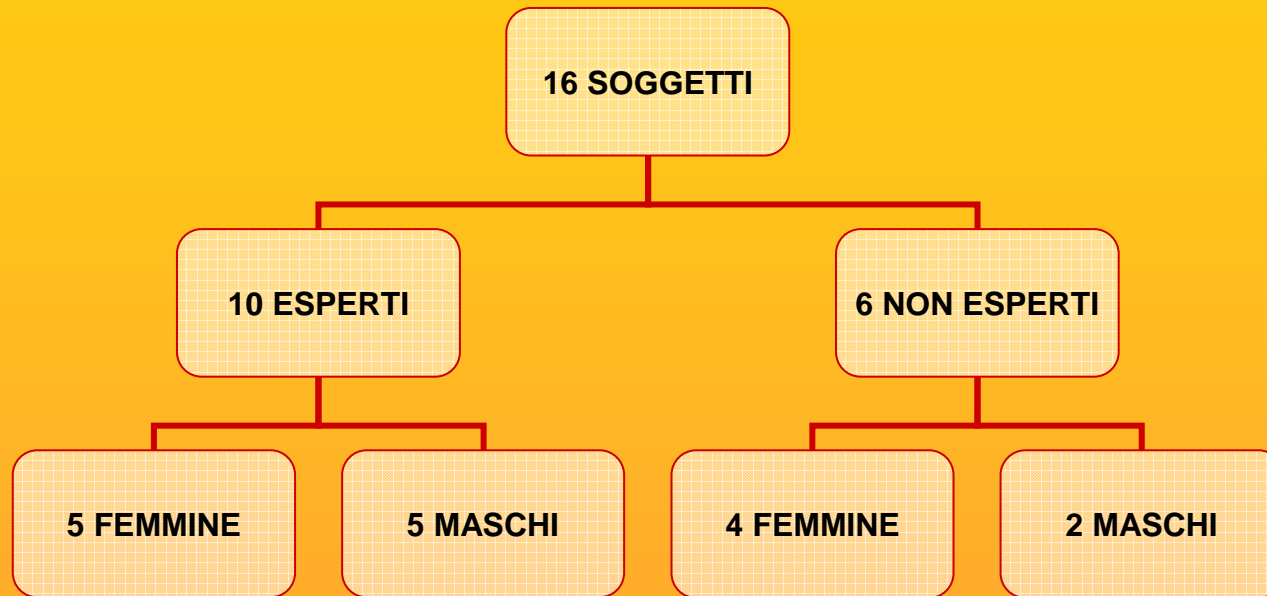 16 SOGGETTI
10 ESPERTI
6 NON ESPERTI
5 FEMMINE
5 MASCHI
4 FEMMINE
2 MASCHI